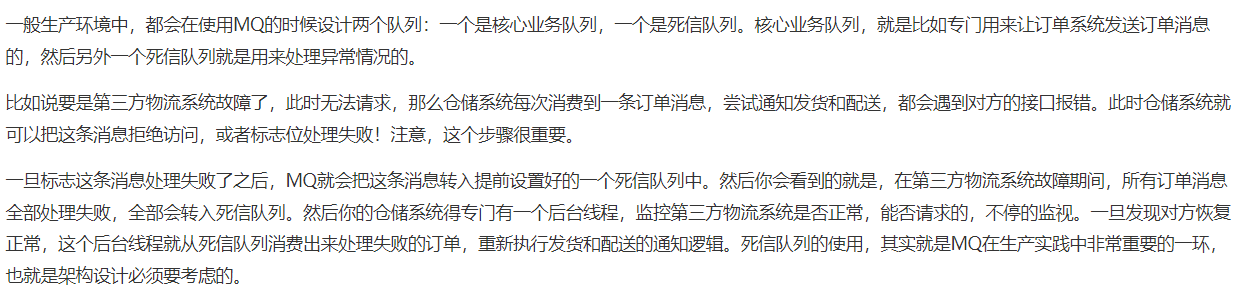 一般生产环境中，都会在使用MQ的时候设计两个队列：一个是核心业务队列，一个是死信队列。核心业务队列，就是比如专门用来让订单系统发送订单消息
的，然后另外一个死信队列就是用来处理异常情况的。
比如说要是第三方物流系统故障了，此时无法请求，那么仓储系统每次消费到一条订单消息，尝试通知发货和配送，都会遇到对方的接口报错。此时仓储系统就
可以把这条消息拒绝访问，或者标志位处理失败！注意，这个步骤很重要。
一旦标志这条消息处理失败了之后，MQ就会把这条消息转入提前设置好的一个死信队列中。然后你会看到的就是，在第三方物流系统故障期间，所有订单消息
全部处理失败，全部会转入死信队列。然后你的仓储系统得专门有一个后台线程，监控第三方物流系统是否正常，能否请求的，不停的监视。一旦发现对方恢复
正常，这个后台线程就从死信队列消费出来处理失败的订单，重新执行发货和配送的通知逻辑。死信队列的使用，其实就是MQ在生产实践中非常重要的一环，
也就是架构设计必须要考虑的。